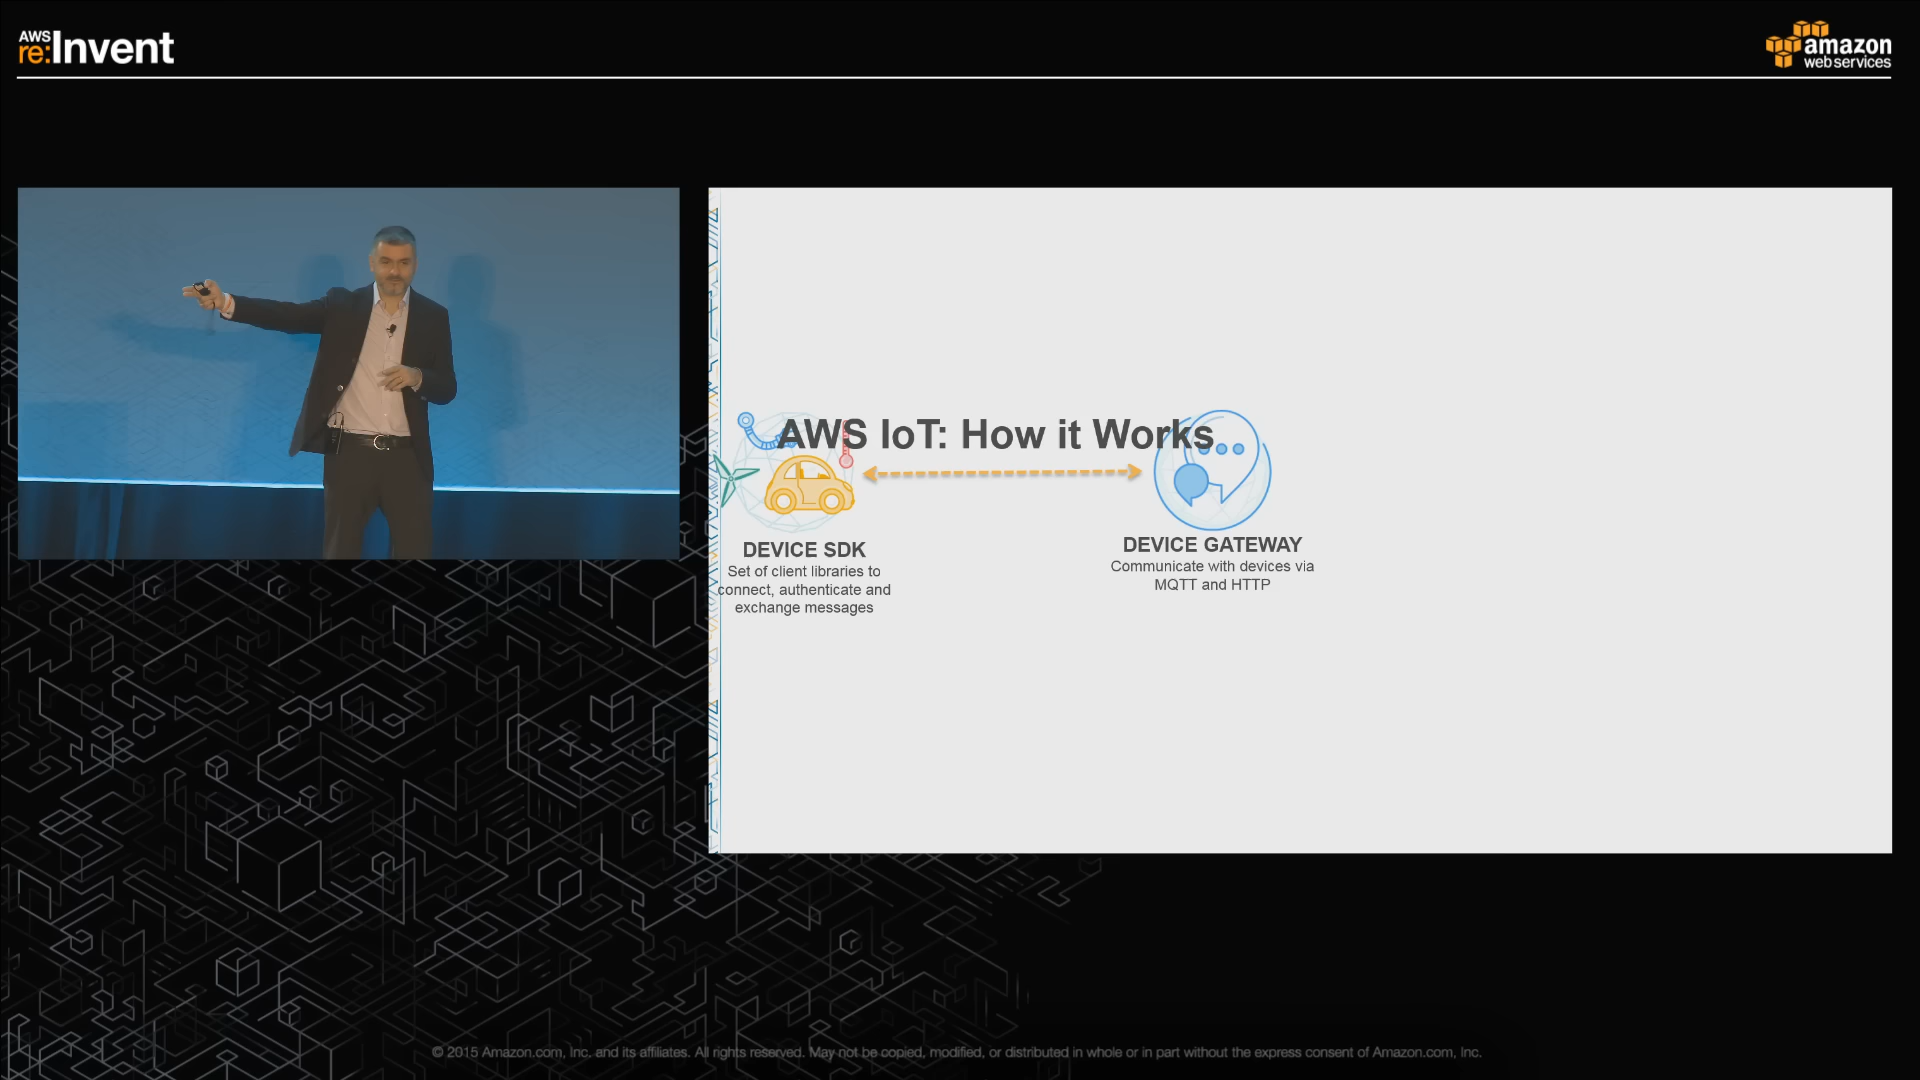 AWS
re:Invent
amazon
web services
AWS IoT: How it Works
DEVICE SDK
Set of client libraries to
connect, authenticate and
exchange messages
DEVICE GATEWAY
Communicate with devices via
MQTT and HTTP
© 2015 Amazon.com, Inc. and its affiliates. All rights reserved. May not be copied, modified, or distributed in whole or in part without the express consent of Amazon.com, Inc.